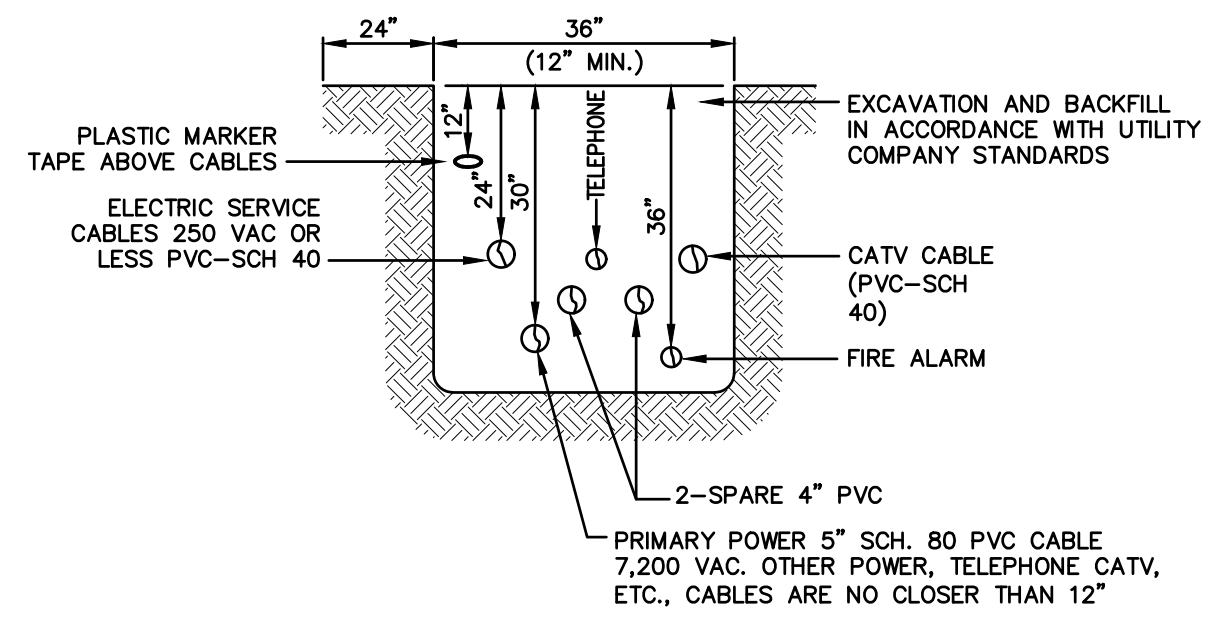 24” 36”
(12” MIN.)
PLASTIC MARKER
TAPE ABOVE CABLES
12”
24”
30”
TELEPHONE
36”
EXCAVATION AND BACKFILL
IN ACCORDANCE WITH UTILITY
COMPANY STANDARDS
ELECTRIC SERVICE
CABLES 250 VAC OR
LESS PVC-SCH 40
CATV CABLE
(PVC-SCH
40)
FIRE ALARM
2-SPARE 4” PVC
PRIMARY POWER 5” SCH. 80 PVC CABLE
7,200 VAC. OTHER POWER, TELEPHONE CATV,
ETC., CABLES ARE NO CLOSER THAN 12”